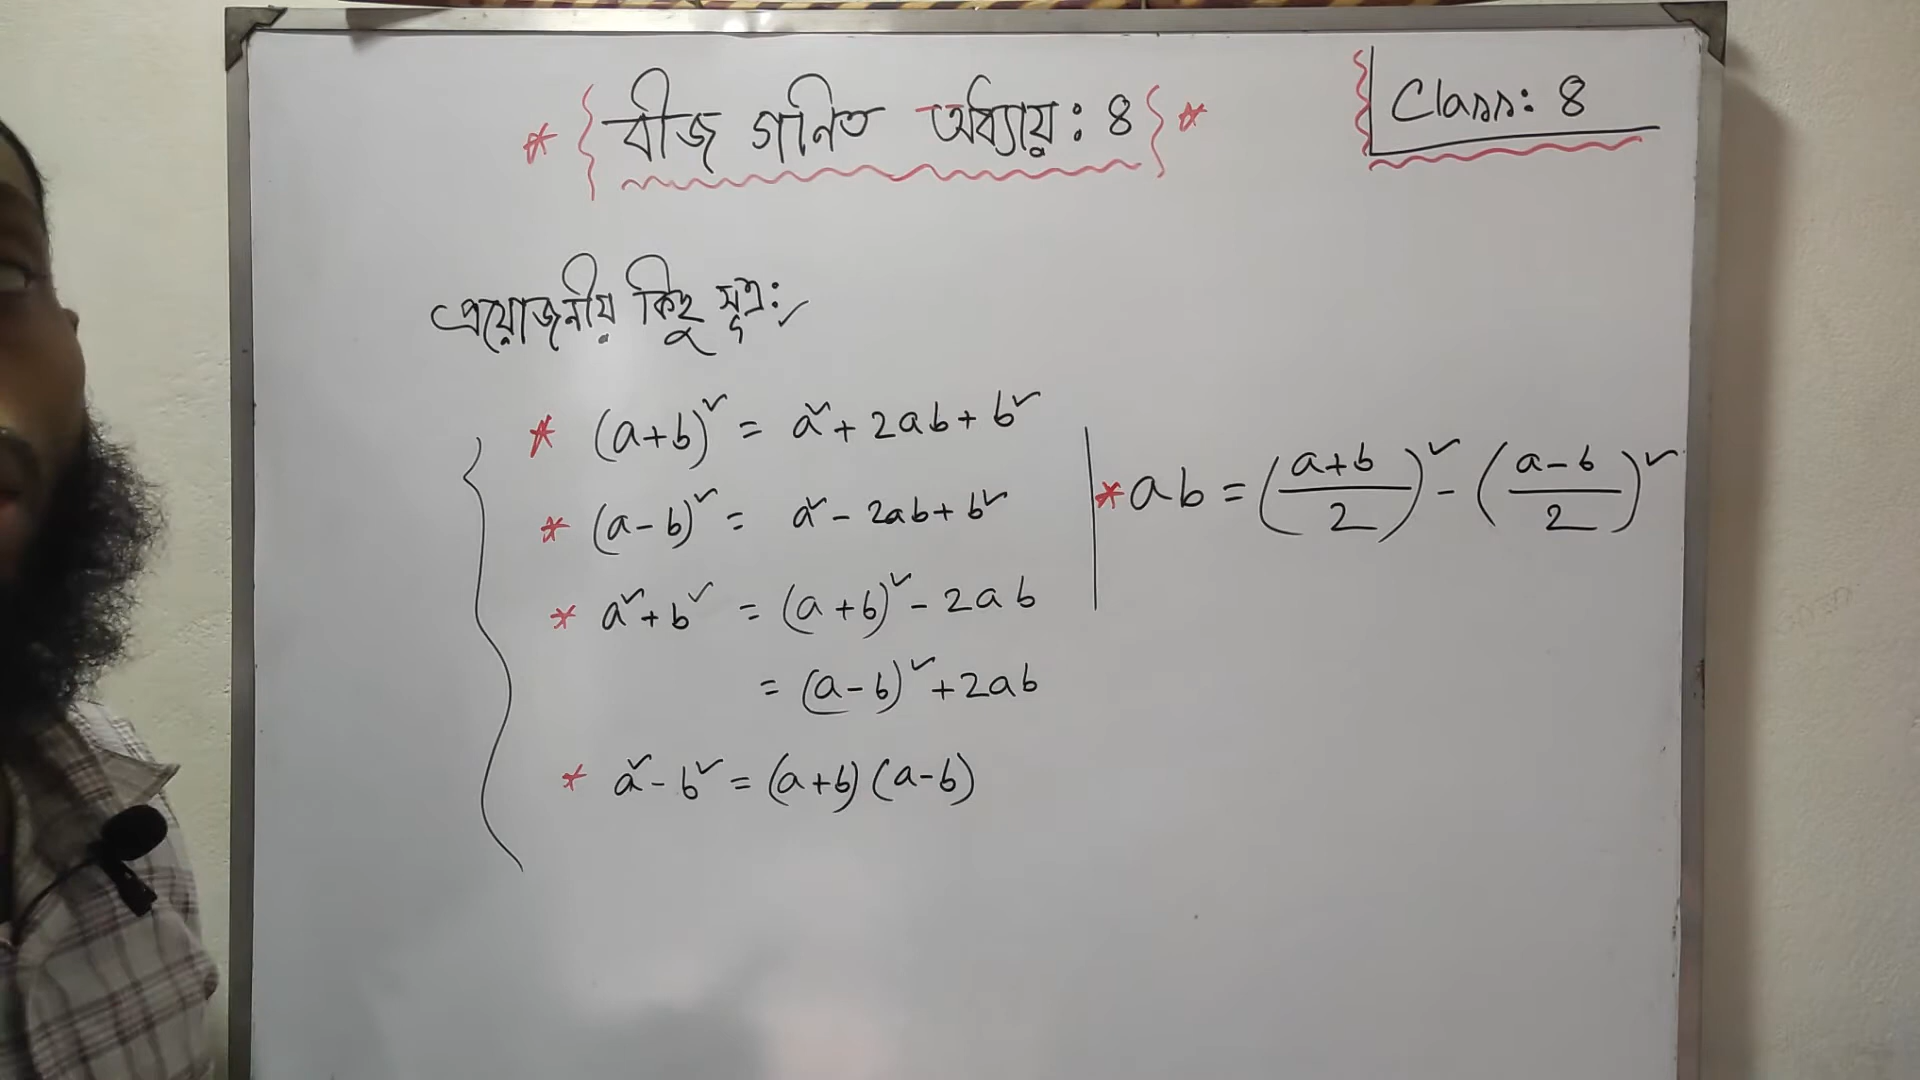 * { বীজ গনিত অধ্যায়: ৪ } *
Class: 8
প্রয়োজনীয় কিছু সূত্র:
* (a+b)² = a² + 2ab + b²
* (a-b)² = a² - 2ab + b²
* a² + b² = (a+b)² - 2ab
= (a-b)² + 2ab
* a² - b² = (a+b) (a-b)
* ab = ((a+b)/2)² - ((a-b)/2)²